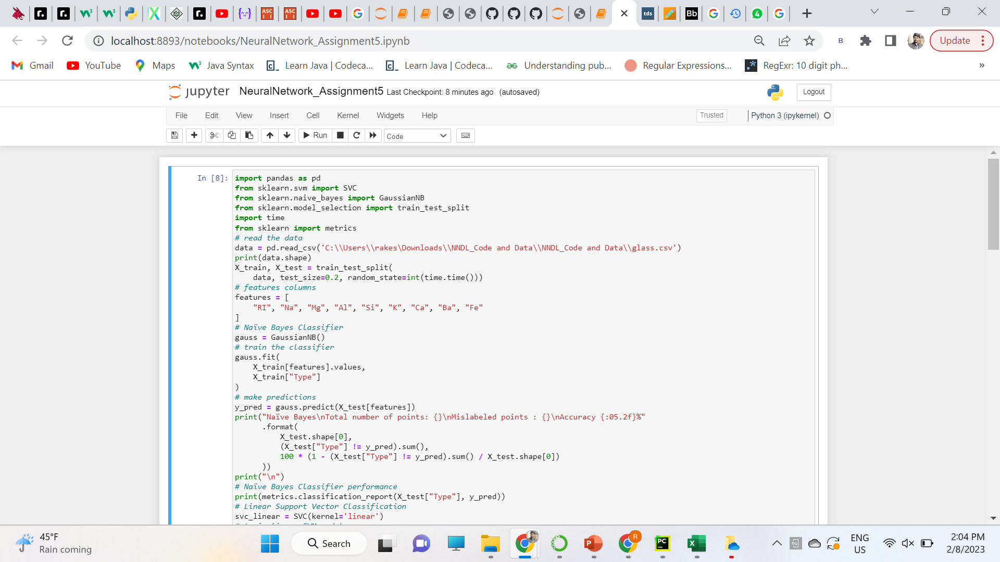 localhost:8893/notebooks/NeuralNetwork_Assignment5.ipynb
Update
Gmail YouTube Maps Java Syntax Learn Java | Codeca... Learn Java | Codeca... Understanding pub... Regular Expressions... RegExr: 10 digit ph... »
jupyter NeuralNetwork_Assignment5 Last Checkpoint: 8 minutes ago (autosaved) Logout
File Edit View Insert Cell Kernel Widgets Help Trusted Python 3 (ipykernel)
Run Code
In [8]: import pandas as pd
from sklearn.svm import SVC
from sklearn.naive_bayes import GaussianNB
from sklearn.model_selection import train_test_split
import time
from sklearn import metrics
# read the data
data = pd.read_csv('C:\\Users\\rakes\Downloads\\NNDL_Code and Data\\NNDL_Code and Data\\glass.csv')
print(data.shape)
X_train, X_test = train_test_split(
    data, test_size=0.2, random_state=int(time.time()))
# features columns
features = [
    "RI", "Na", "Mg", "Al", "Si", "K", "Ca", "Ba", "Fe"
]
# Naïve Bayes Classifier
gauss = GaussianNB()
# train the classifier
gauss.fit(
    X_train[features].values,
    X_train["Type"]
)
# make predictions
y_pred = gauss.predict(X_test[features])
print("Naïve Bayes\nTotal number of points: {}\nMislabeled points : {}\nAccuracy {:05.2f}%"
      .format(
          X_test.shape[0],
          (X_test["Type"] != y_pred).sum(),
          100 * (1 - (X_test["Type"] != y_pred).sum() / X_test.shape[0])
      ))
print("\n")
# Naïve Bayes Classifier performance
print(metrics.classification_report(X_test["Type"], y_pred))
# Linear Support Vector Classification
svc_linear = SVC(kernel='linear')
45°F
Rain coming
Search
ENG
US
2:04 PM
2/8/2023